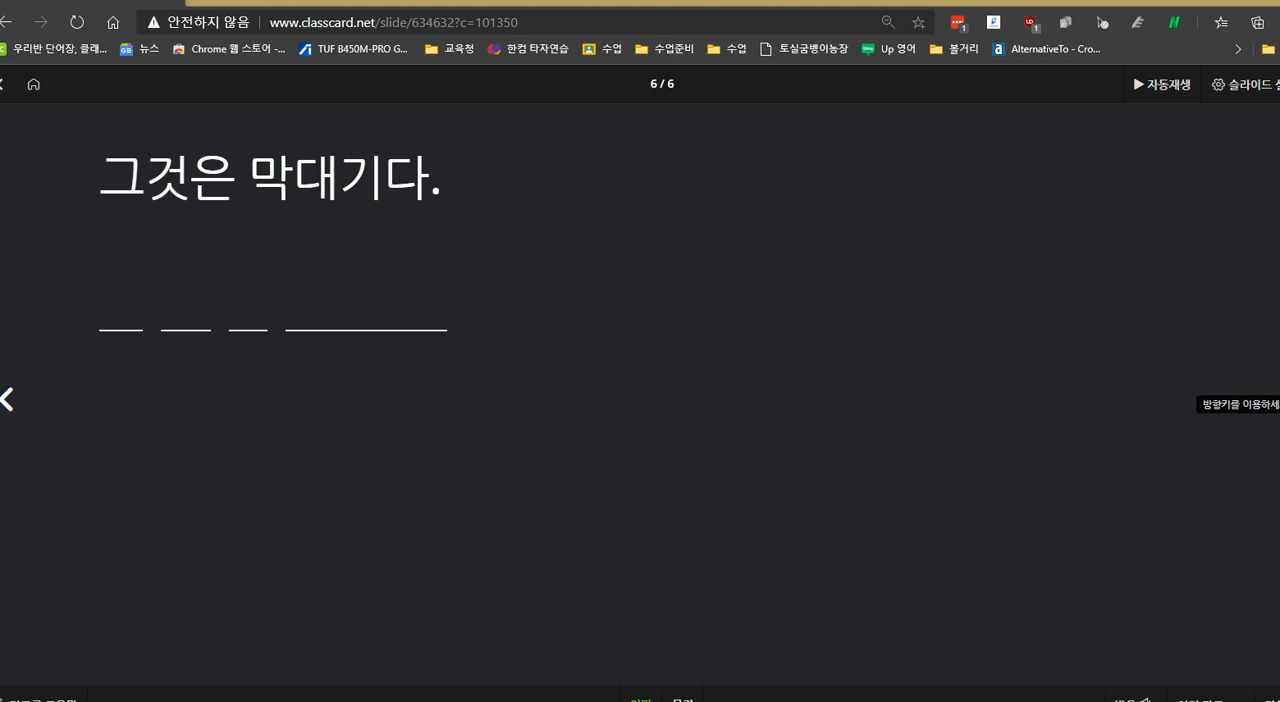 안전하지 않음 www.classcard.net/slide/634632?c=101350
우리반 단어장, 클래... 뉴스 Chrome 웹 스토어 -... TUF B450M-PRO G... 교육청 한컴 타자연습 수업 수업준비 수업 토실굼벵이농장 Up 영어 볼거리 AlternativeTo - Cro...
6 / 6 자동재생 슬라이드
그것은 막대기다.
방향키를 이용하세